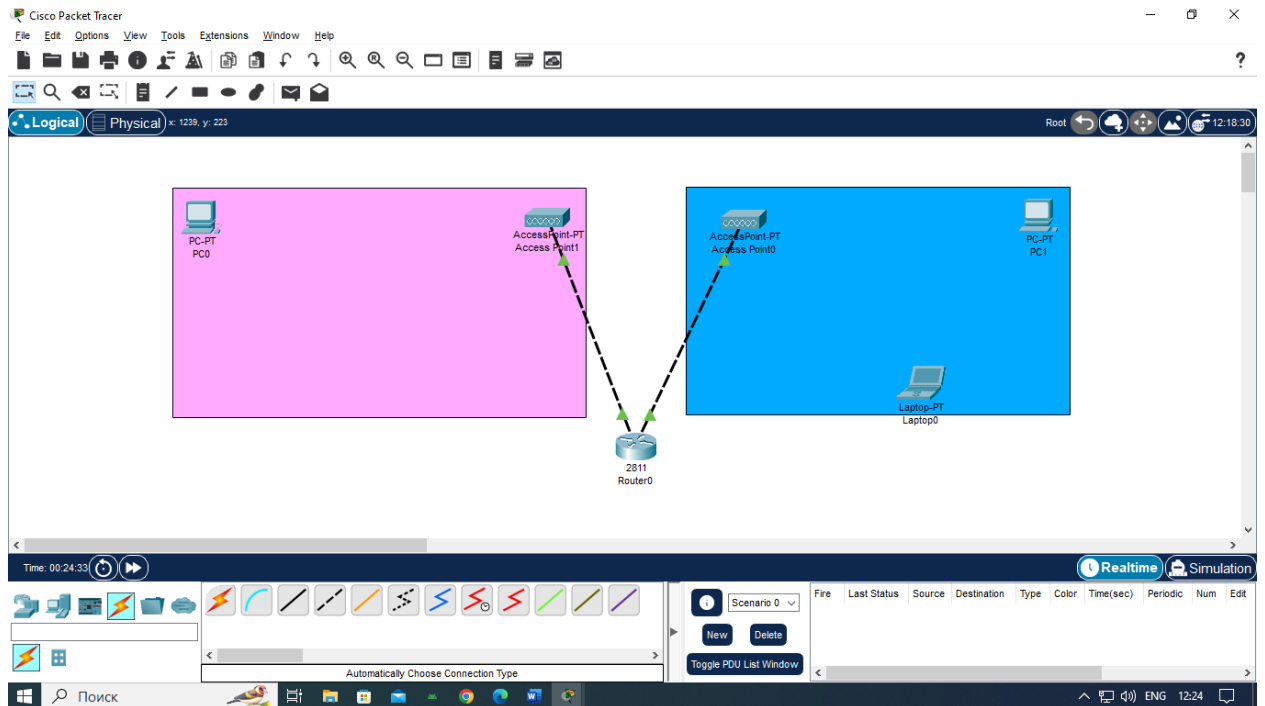 Cisco Packet Tracer
File Edit Options View Tools Extensions Window Help
?
Logical Physical x: 1239, y: 223 Root 12:18:30
PC-PT
PC0
AccessPoint-PT
Access Point1
AccessPoint-PT
Access Point0
PC-PT
PC1
Laptop-PT
Laptop0
2811
Router0
Time: 00:24:33 Realtime Simulation
Scenario 0
New Delete
Toggle PDU List Window
Fire Last Status Source Destination Type Color Time(sec) Periodic Num Edit
Automatically Choose Connection Type
Поиск ENG 12:24